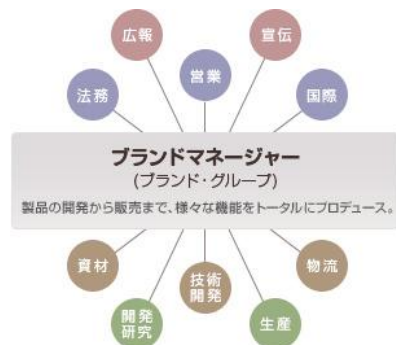 広報
宣伝
営業
法務
国際
ブランドマネージャー
(ブランド・グループ)
製品の開発から販売まで、様々な機能をトータルにプロデュース。
資材
物流
技術
開発
開発
研究
生産